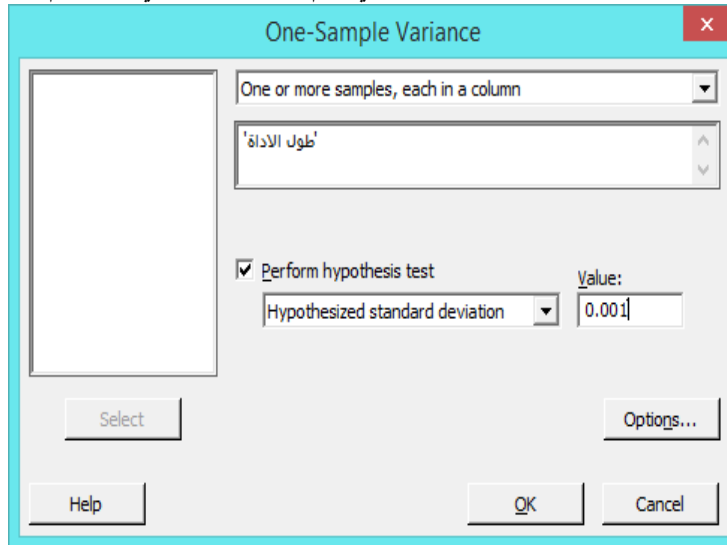 One-Sample Variance
x
One or more samples, each in a column
'طول الاداة'
Perform hypothesis test
Value:
Hypothesized standard deviation
0.001
Select
Options...
Help
OK
Cancel